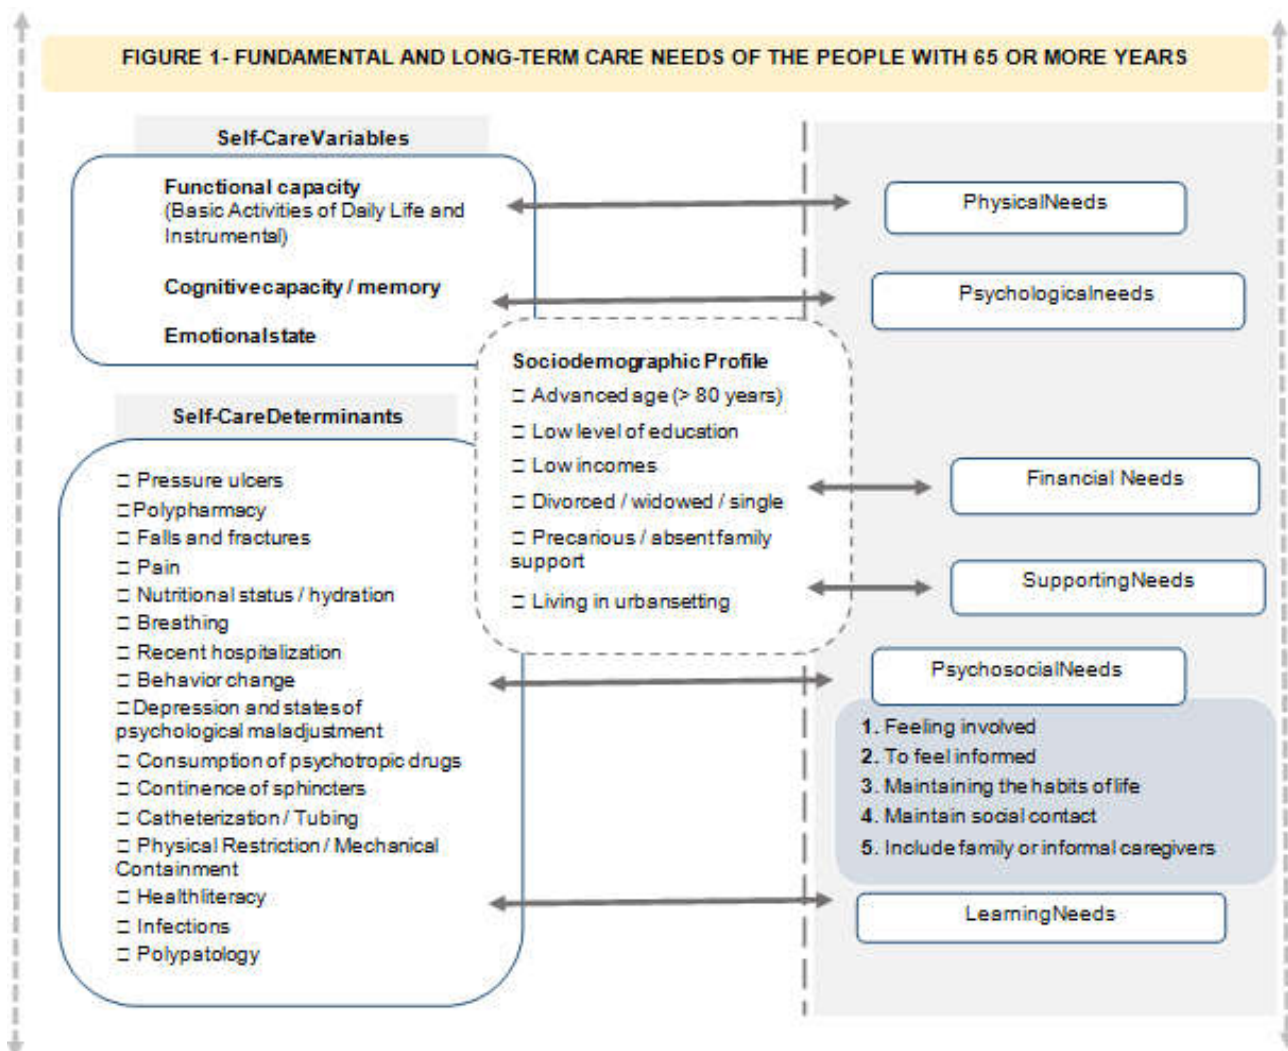 FIGURE 1- FUNDAMENTAL AND LONG-TERM CARE NEEDS OF THE PEOPLE WITH 65 OR MORE YEARS
Self-CareVariables
Functional capacity
(Basic Activities of Daily Life and
Instrumental)
Cognitivecapacity / memory
Emotionalstate
Self-CareDeterminants
□ Pressure ulcers
□Polypharmacy
□ Falls and fractures
□ Pain
□ Nutritional status / hydration
□ Breathing
□ Recent hospitalization
□ Behavior change
□Depression and states of
psychological maladjustment
□ Consumption of psychotropic drugs
□ Continence of sphincters
□ Catheterization / Tubing
□ Physical Restriction / Mechanical
Containment
□ Healthliteracy
□ Infections
□ Polypatology
Sociodemographic Profile
□ Advanced age (> 80 years)
□ Low level of education
□ Low incomes
□ Divorced / widowed / single
□ Precarious / absent family
support
□ Living in urbansetting
PhysicalNeeds
Psychologicalneeds
Financial Needs
SupportingNeeds
PsychosocialNeeds
1. Feeling involved
2. To feel informed
3. Maintaining the habits of life
4. Maintain social contact
5. Include family or informal caregivers
LearningNeeds